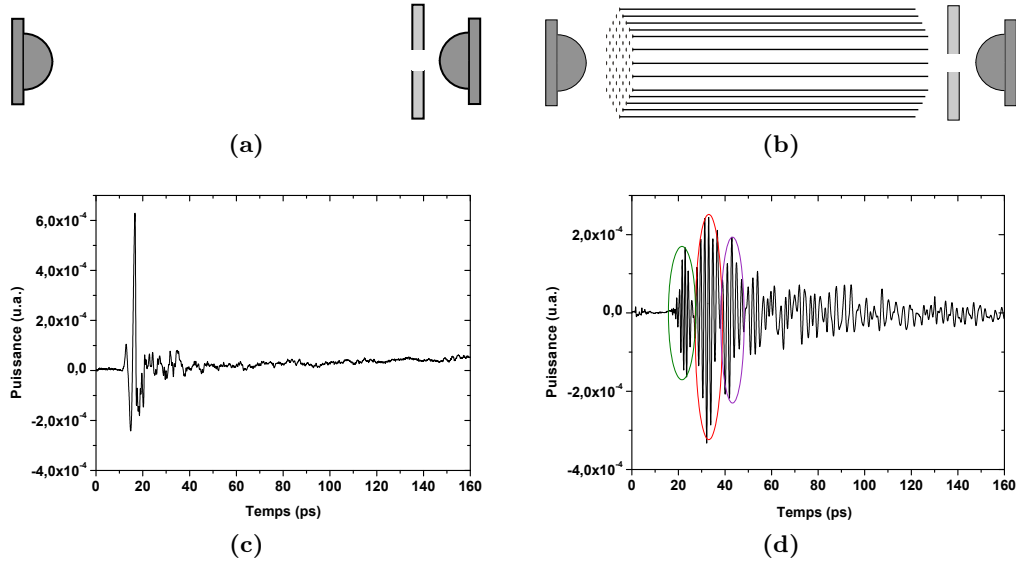 (a)
(b)
6,0x10⁻⁴
4,0x10⁻⁴
2,0x10⁻⁴
0,0
-2,0x10⁻⁴
-4,0x10⁻⁴
Puissance (u.a.)
0 20 40 60 80 100 120 140 160
Temps (ps)
(c)
2,0x10⁻⁴
0,0
-2,0x10⁻⁴
-4,0x10⁻⁴
Puissance (u.a.)
0 20 40 60 80 100 120 140 160
Temps (ps)
(d)